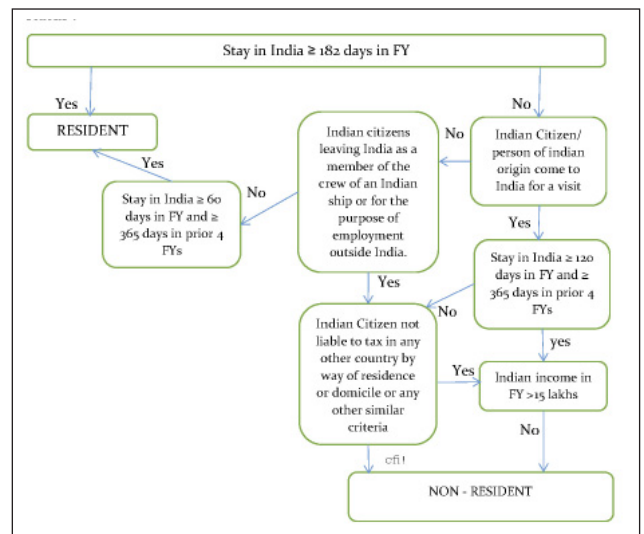 Stay in India ≥ 182 days in FY
Yes
No
RESIDENT
Indian citizens
leaving India as a
member of the
crew of an Indian
ship or for the
purpose of
employment
outside India.
No
Indian Citizen/
person of indian
origin come to
India for a visit
Yes
No
Stay in India ≥ 60
days in FY and ≥
365 days in prior 4
FYs
Yes
Stay in India ≥ 120
days in FY and ≥
365 days in prior 4
FYs
Yes
No
Indian Citizen not
liable to tax in any
other country by
way of residence
or domicile or any
other similar
criteria
yes
Yes
Indian income in
FY >15 lakhs
No
NON - RESIDENT